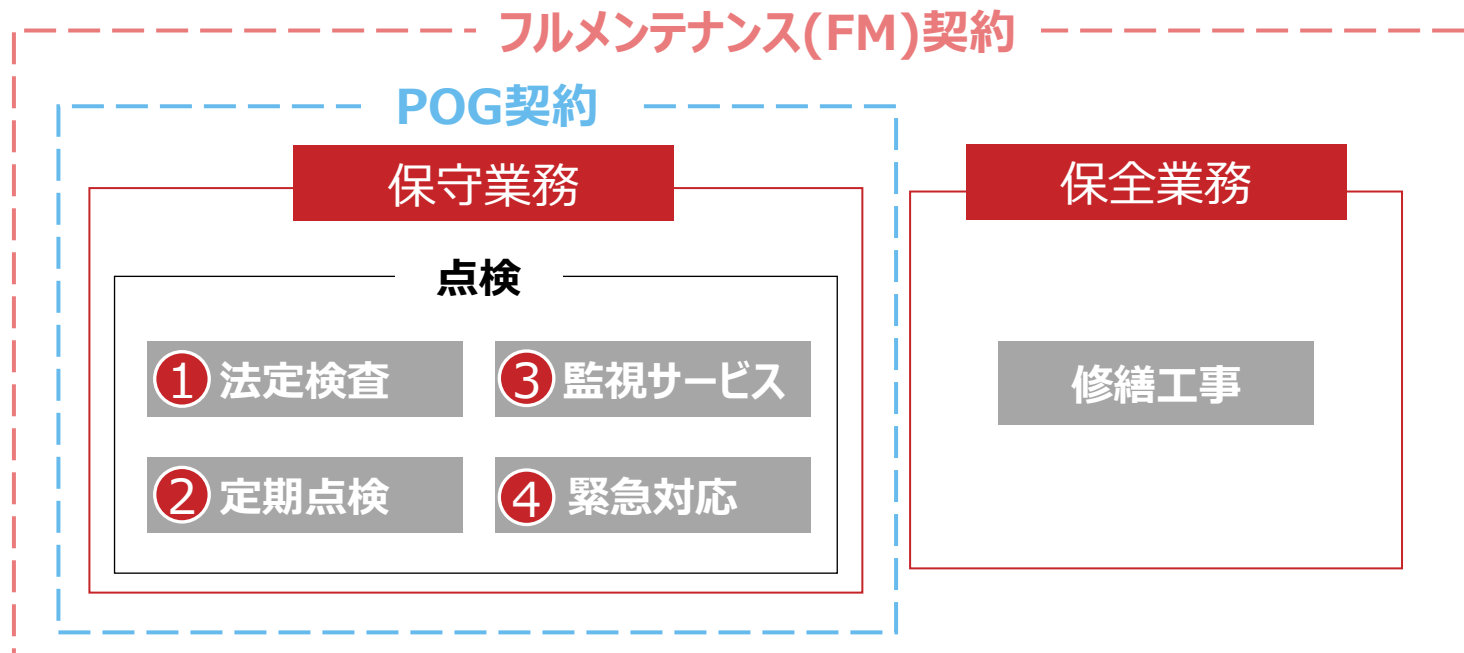 フルメンテナンス(FM)契約
POG契約
保守業務
保全業務
点検
1 法定検査
3 監視サービス
2 定期点検
4 緊急対応
修繕工事